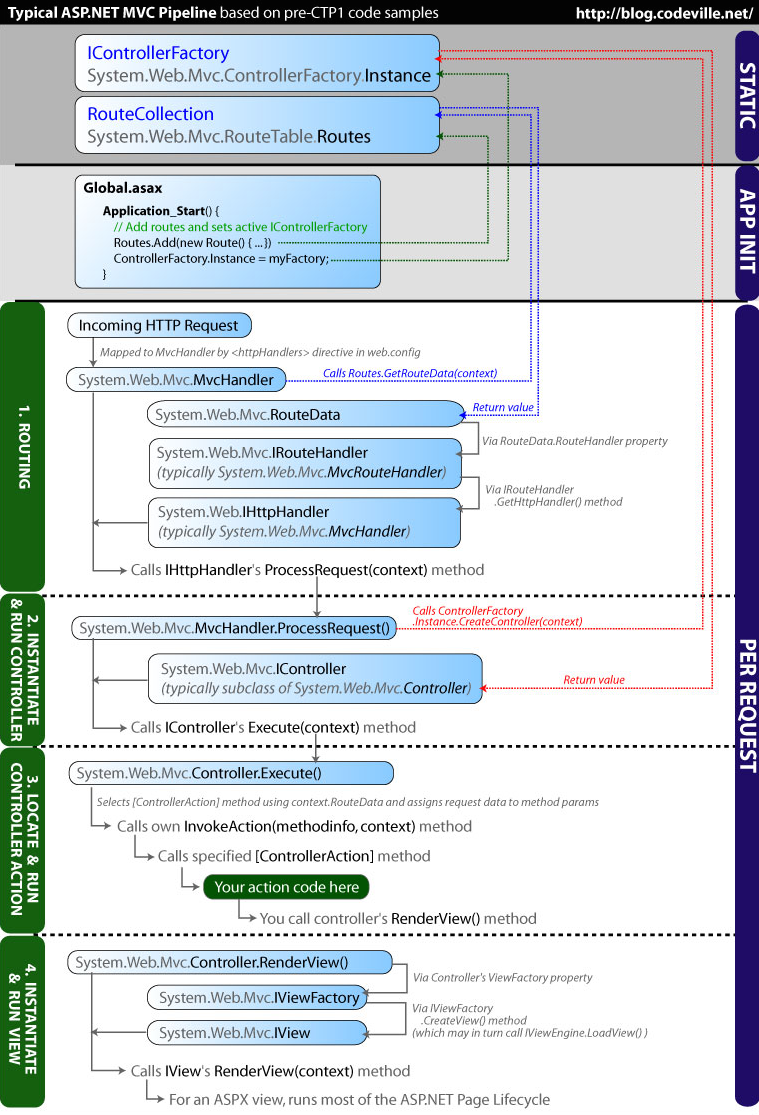 Typical ASP.NET MVC Pipeline based on pre-CTP1 code samples
http://blog.codeville.net/
STATIC
IControllerFactory
System.Web.Mvc.ControllerFactory.Instance
RouteCollection
System.Web.Mvc.RouteTable.Routes
APP INIT
Global.asax
Application_Start() {
// Add routes and sets active IControllerFactory
Routes.Add(new Route() { ... })
ControllerFactory.Instance = myFactory;
}
PER REQUEST
1. ROUTING
Incoming HTTP Request
Mapped to MvcHandler by <httpHandlers> directive in web.config
System.Web.Mvc.MvcHandler
Calls Routes.GetRouteData(context)
System.Web.Mvc.RouteData
Return value
Via RouteData.RouteHandler property
System.Web.Mvc.IRouteHandler
(typically System.Web.Mvc.MvcRouteHandler)
Via IRouteHandler
.GetHttpHandler() method
System.Web.IHttpHandler
(typically System.Web.Mvc.MvcHandler)
Calls IHttpHandler's ProcessRequest(context) method
2. INSTANTIATE
& RUN CONTROLLER
System.Web.Mvc.MvcHandler.ProcessRequest()
Calls ControllerFactory
.Instance.CreateController(context)
System.Web.Mvc.IController
(typically subclass of System.Web.Mvc.Controller)
Return value
Calls IController's Execute(context) method
3. LOCATE & RUN
CONTROLLER ACTION
System.Web.Mvc.Controller.Execute()
Selects [ControllerAction] method using context.RouteData and assigns request data to method params
Calls own InvokeAction(methodinfo, context) method
Calls specified [ControllerAction] method
Your action code here
You call controller's RenderView() method
4. INSTANTIATE
& RUN VIEW
System.Web.Mvc.Controller.RenderView()
Via Controller's ViewFactory property
System.Web.Mvc.IViewFactory
Via IViewFactory
.CreateView() method
(which may in turn call IViewEngine.LoadView() )
System.Web.Mvc.IView
Calls IView's RenderView(context) method
For an ASPX view, runs most of the ASP.NET Page Lifecycle